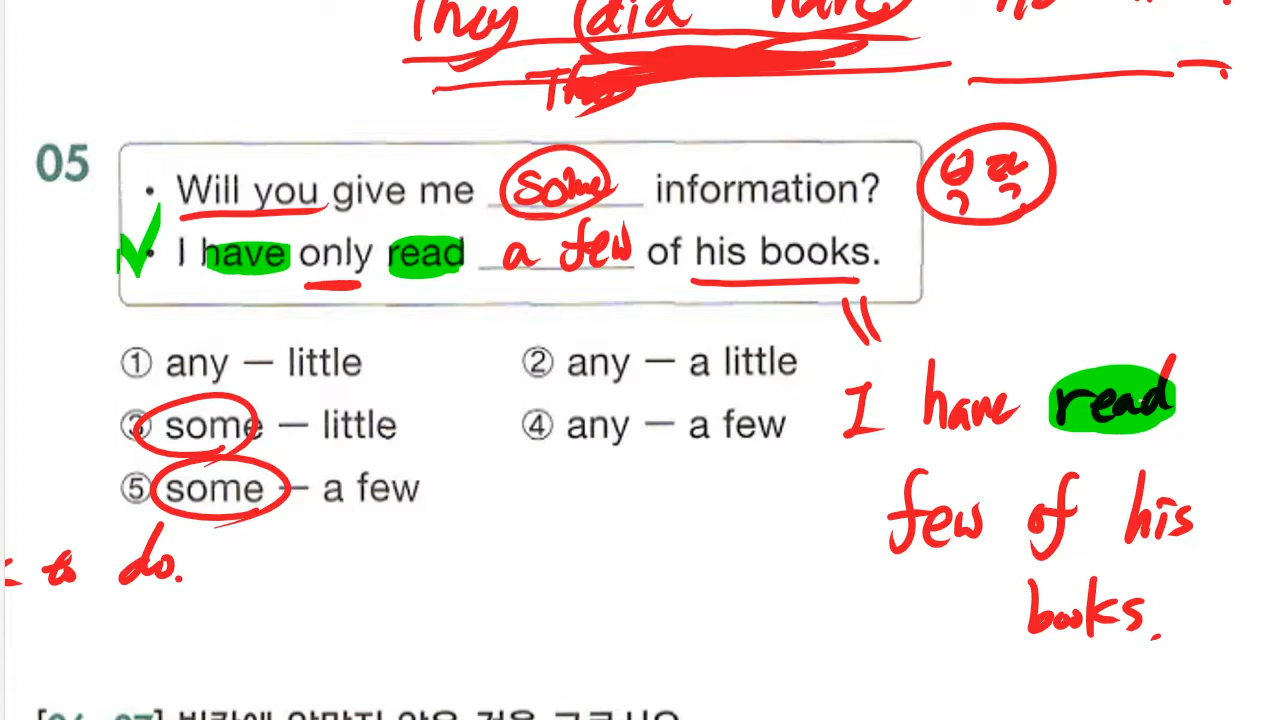 They did have
05
• Will you give me some information?
• I have only read a few of his books.
① any — little
② any — a little
③ some — little
④ any — a few
⑤ some — a few
I have read
few of his
books.
to do.